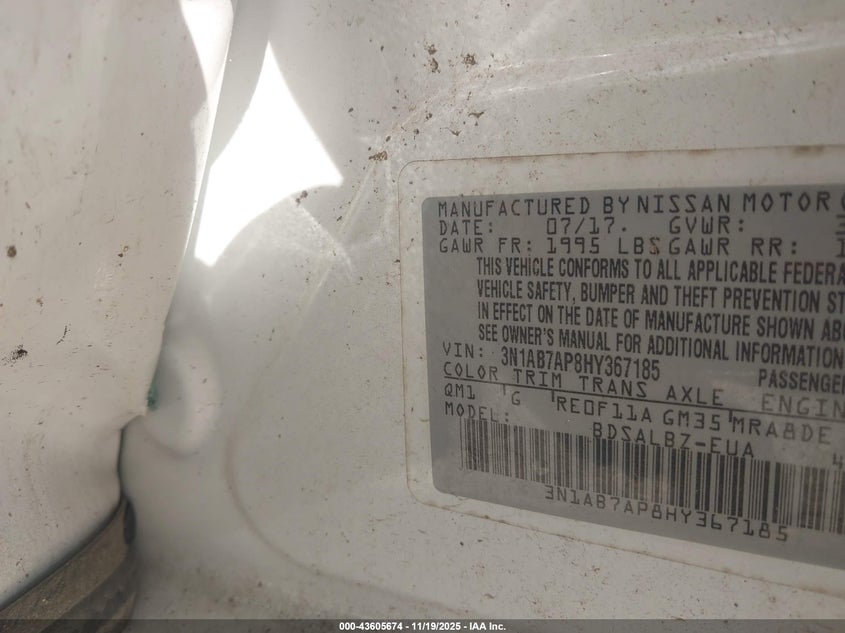 MANUFACTURED BY NISSAN MOTOR
DATE: 07/17. GVWR:
GAWR FR: 1995 LBS GAWR RR: 1
THIS VEHICLE CONFORMS TO ALL APPLICABLE FEDERA
VEHICLE SAFETY, BUMPER AND THEFT PREVENTION ST
IN EFFECT ON THE DATE OF MANUFACTURE SHOWN ABO
SEE OWNER'S MANUAL FOR ADDITIONAL INFORMATION
VIN: 3N1AB7AP8HY367185 PASSENGE
COLOR TRIM TRANS AXLE ENGIN
QM1 G RE0F11A GM35 MRA8DE
MODEL: BDSALBZ-EUA
3N1AB7AP8HY367185
000-43605674 - 11/19/2025 - IAA Inc.